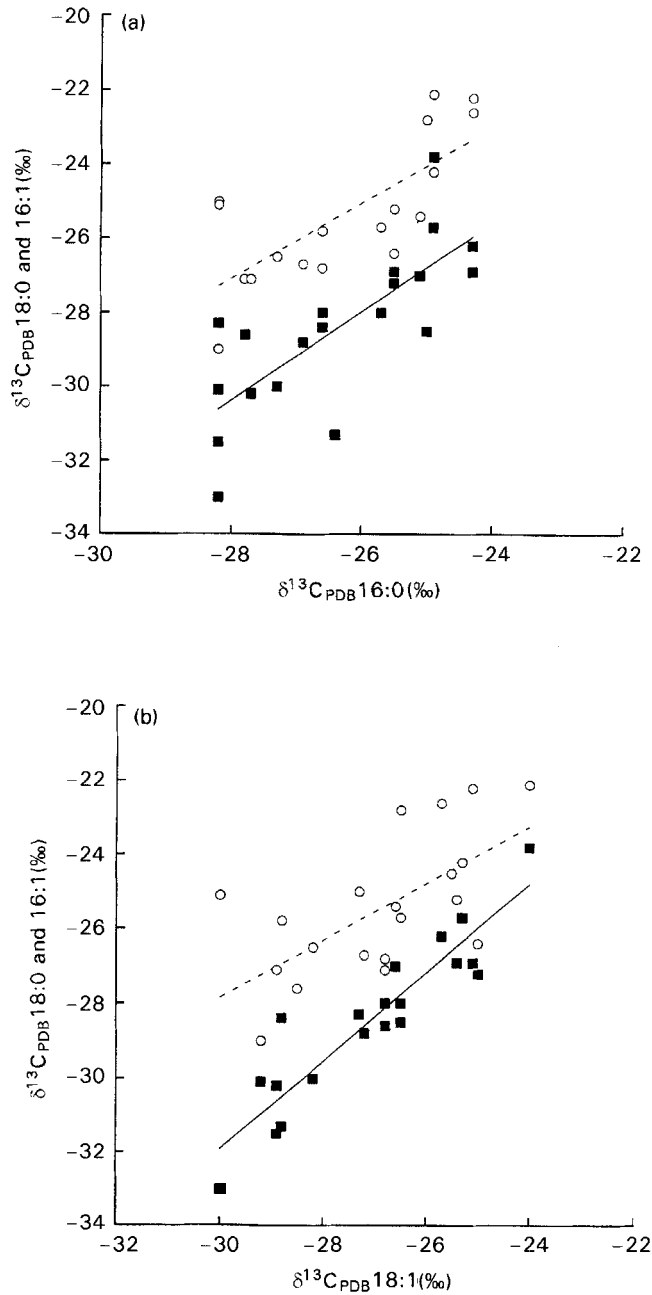 (a)
−20
−22
−24
−26
−28
−30
−32
−34
δ¹³C_PDB 18:0 and 16:1(‰)
−30 −28 −26 −24 −22
δ¹³C_PDB 16:0(‰)
(b)
−20
−22
−24
−26
−28
−30
−32
−34
δ¹³C_PDB 18:0 and 16:1(‰)
−32 −30 −28 −26 −24 −22
δ¹³C_PDB 18:1(‰)